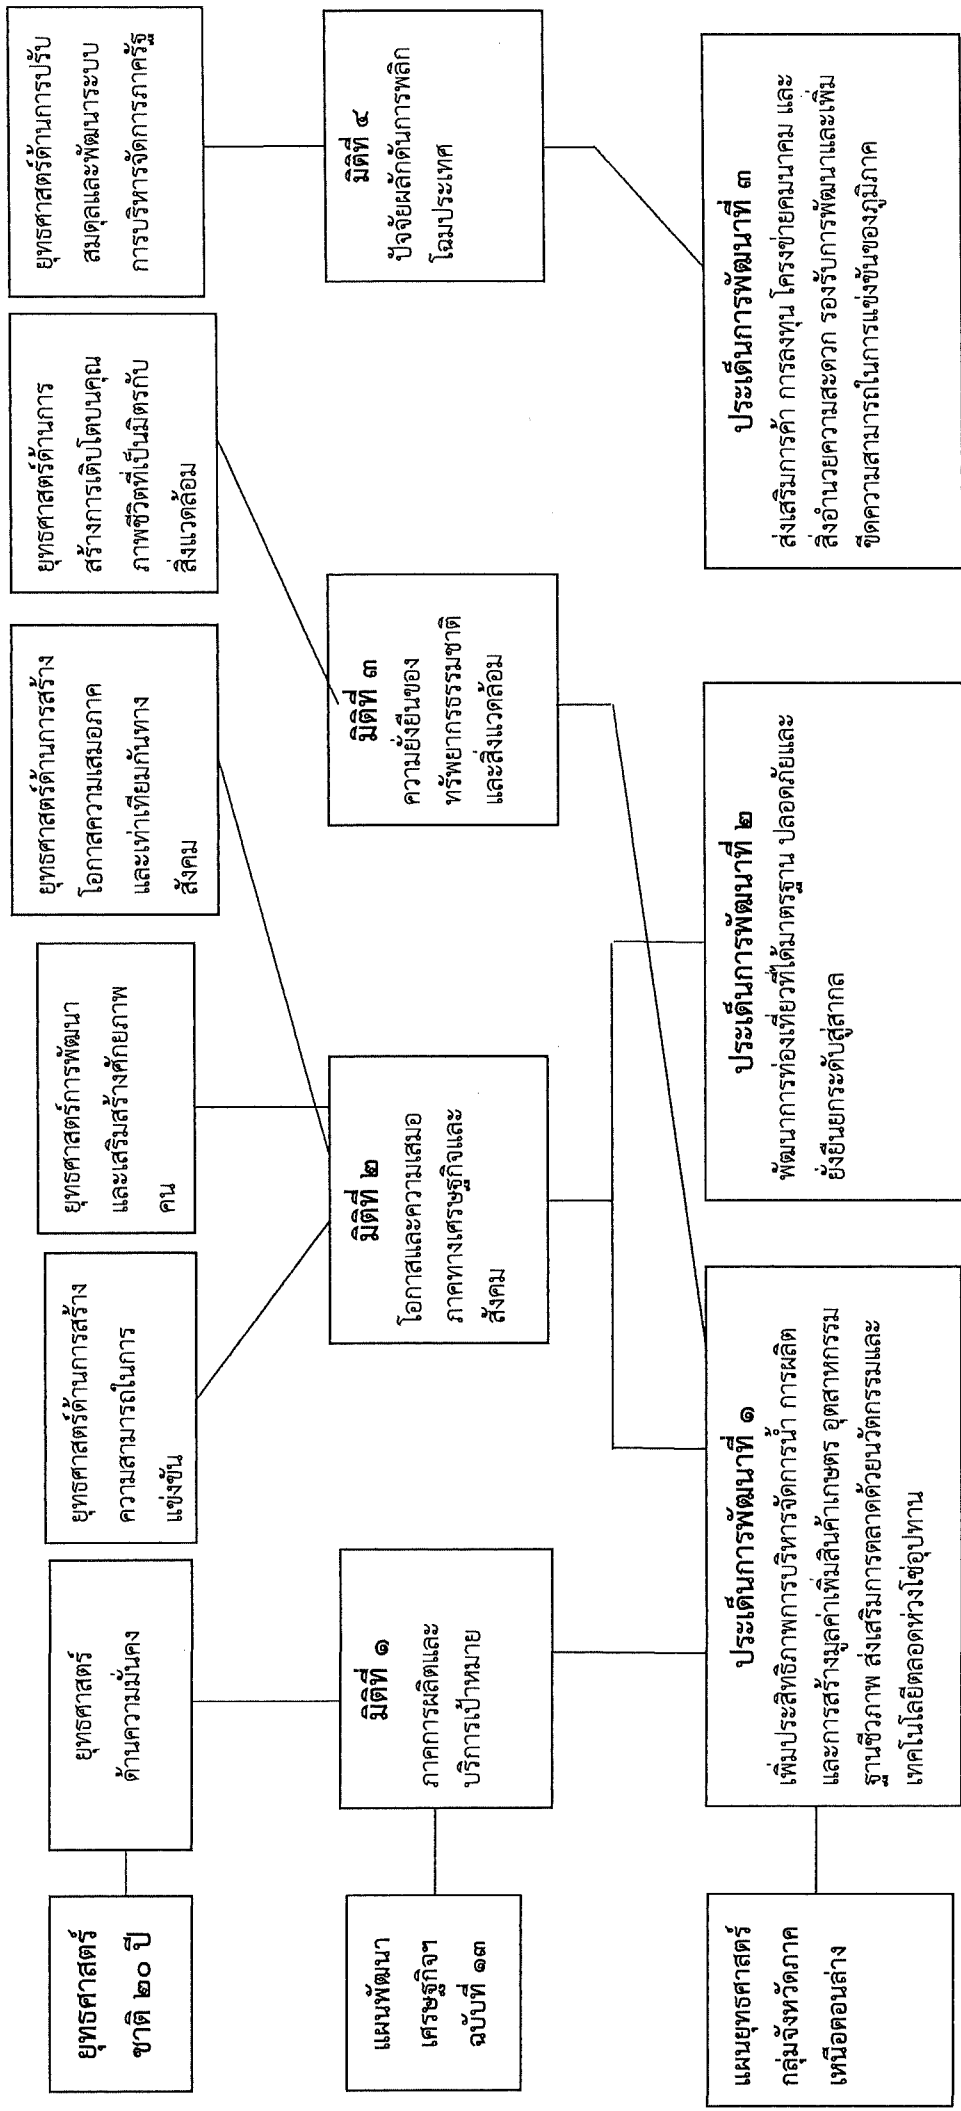 ยุทธศาสตร์
ชาติ ๒๐ ปี
ยุทธศาสตร์
ด้านความมั่นคง
ยุทธศาสตร์ด้านการสร้าง
ความสามารถในการ
แข่งขัน
ยุทธศาสตร์การพัฒนา
และเสริมสร้างศักยภาพ
คน
ยุทธศาสตร์ด้านการสร้าง
โอกาสความเสมอภาค
และเท่าเทียมกันทาง
สังคม
ยุทธศาสตร์ด้านการ
สร้างการเติบโตบนคุณ
ภาพชีวิตที่เป็นมิตรกับ
สิ่งแวดล้อม
ยุทธศาสตร์ด้านการปรับ
สมดุลและพัฒนาระบบ
การบริหารจัดการภาครัฐ
แผนพัฒนา
เศรษฐกิจฯ
ฉบับที่ ๑๓
มิติที่ ๑
ภาคการผลิตและ
บริการเป้าหมาย
มิติที่ ๒
โอกาสและความเสมอ
ภาคทางเศรษฐกิจและ
สังคม
มิติที่ ๓
ความยั่งยืนของ
ทรัพยากรธรรมชาติ
และสิ่งแวดล้อม
มิติที่ ๔
ปัจจัยผลักดันการพลิก
โฉมประเทศ
แผนยุทธศาสตร์
กลุ่มจังหวัดภาค
เหนือตอนล่าง
ประเด็นการพัฒนาที่ ๑
เพิ่มประสิทธิภาพการบริหารจัดการน้ำ การผลิต
และการสร้างมูลค่าเพิ่มสินค้าเกษตร อุตสาหกรรม
ฐานชีวภาพ ส่งเสริมการตลาดด้วยนวัตกรรมและ
เทคโนโลยีตลอดห่วงโซ่อุปทาน
ประเด็นการพัฒนาที่ ๒
พัฒนาการท่องเที่ยวที่ได้มาตรฐาน ปลอดภัยและ
ยั่งยืนยกระดับสู่สากล
ประเด็นการพัฒนาที่ ๓
ส่งเสริมการค้า การลงทุน โครงข่ายคมนาคม และ
สิ่งอำนวยความสะดวก รองรับการพัฒนาและเพิ่ม
ขีดความสามารถในการแข่งขันของภูมิภาค